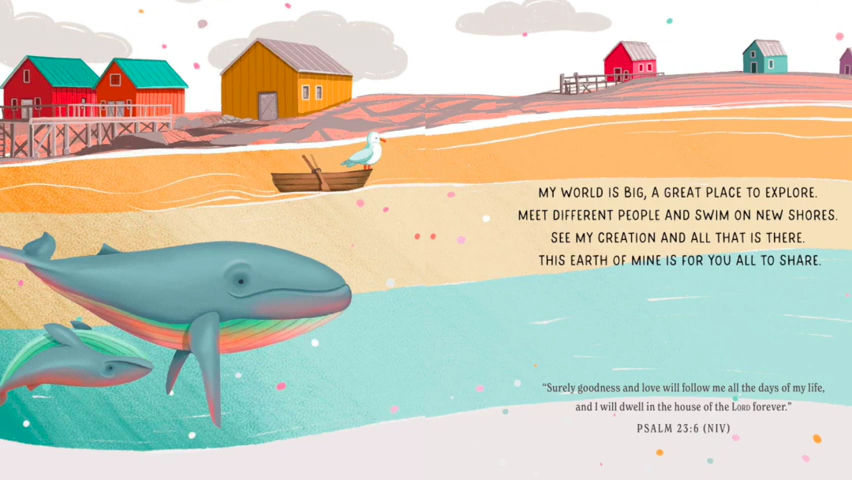 MY WORLD IS BIG, A GREAT PLACE TO EXPLORE.
MEET DIFFERENT PEOPLE AND SWIM ON NEW SHORES.
SEE MY CREATION AND ALL THAT IS THERE.
THIS EARTH OF MINE IS FOR YOU ALL TO SHARE.
“Surely goodness and love will follow me all the days of my life,
and I will dwell in the house of the LORD forever.”
PSALM 23:6 (NIV)